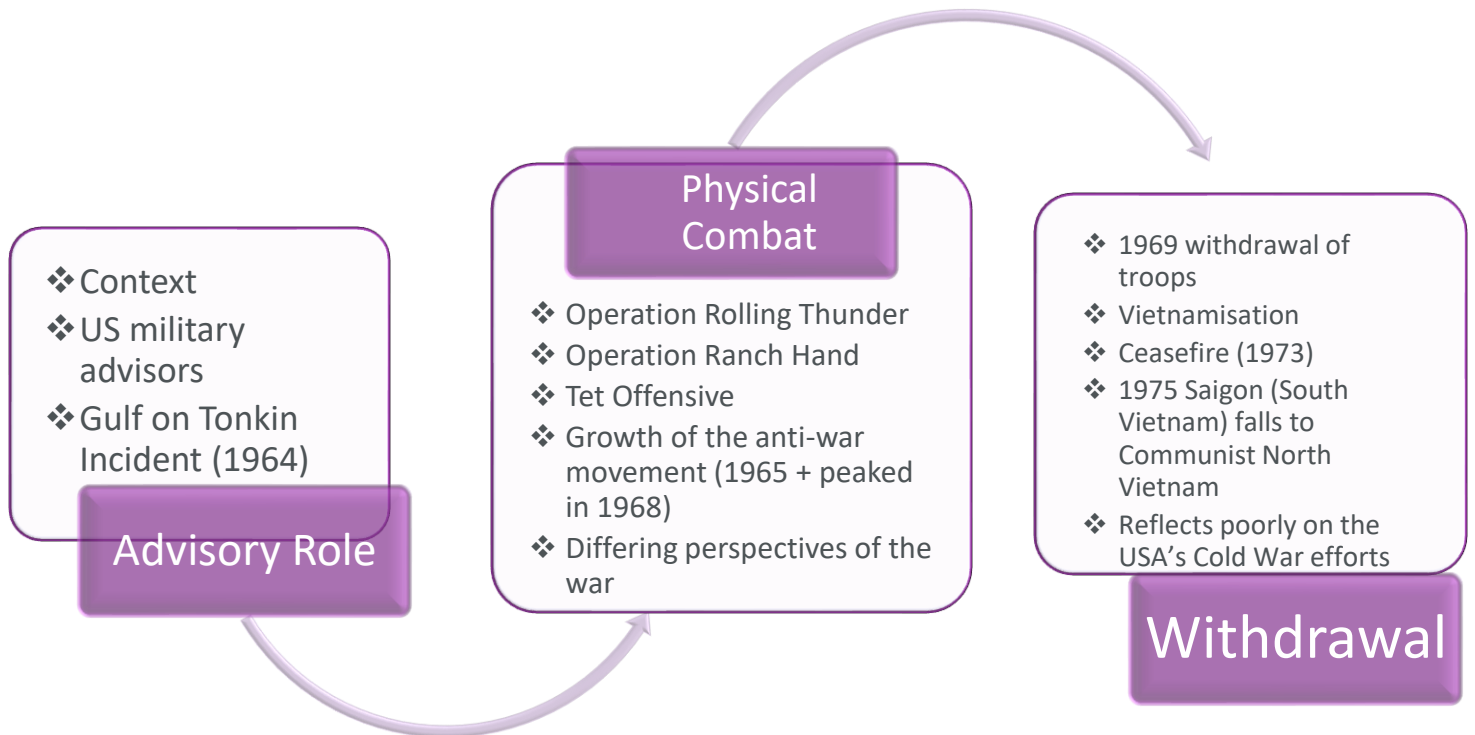 ❖ Context
❖ US military
advisors
❖ Gulf on Tonkin
Incident (1964)
Advisory Role
Physical
Combat
❖ Operation Rolling Thunder
❖ Operation Ranch Hand
❖ Tet Offensive
❖ Growth of the anti-war
movement (1965 + peaked
in 1968)
❖ Differing perspectives of the
war
❖ 1969 withdrawal of
troops
❖ Vietnamisation
❖ Ceasefire (1973)
❖ 1975 Saigon (South
Vietnam) falls to
Communist North
Vietnam
❖ Reflects poorly on the
USA’s Cold War efforts
Withdrawal